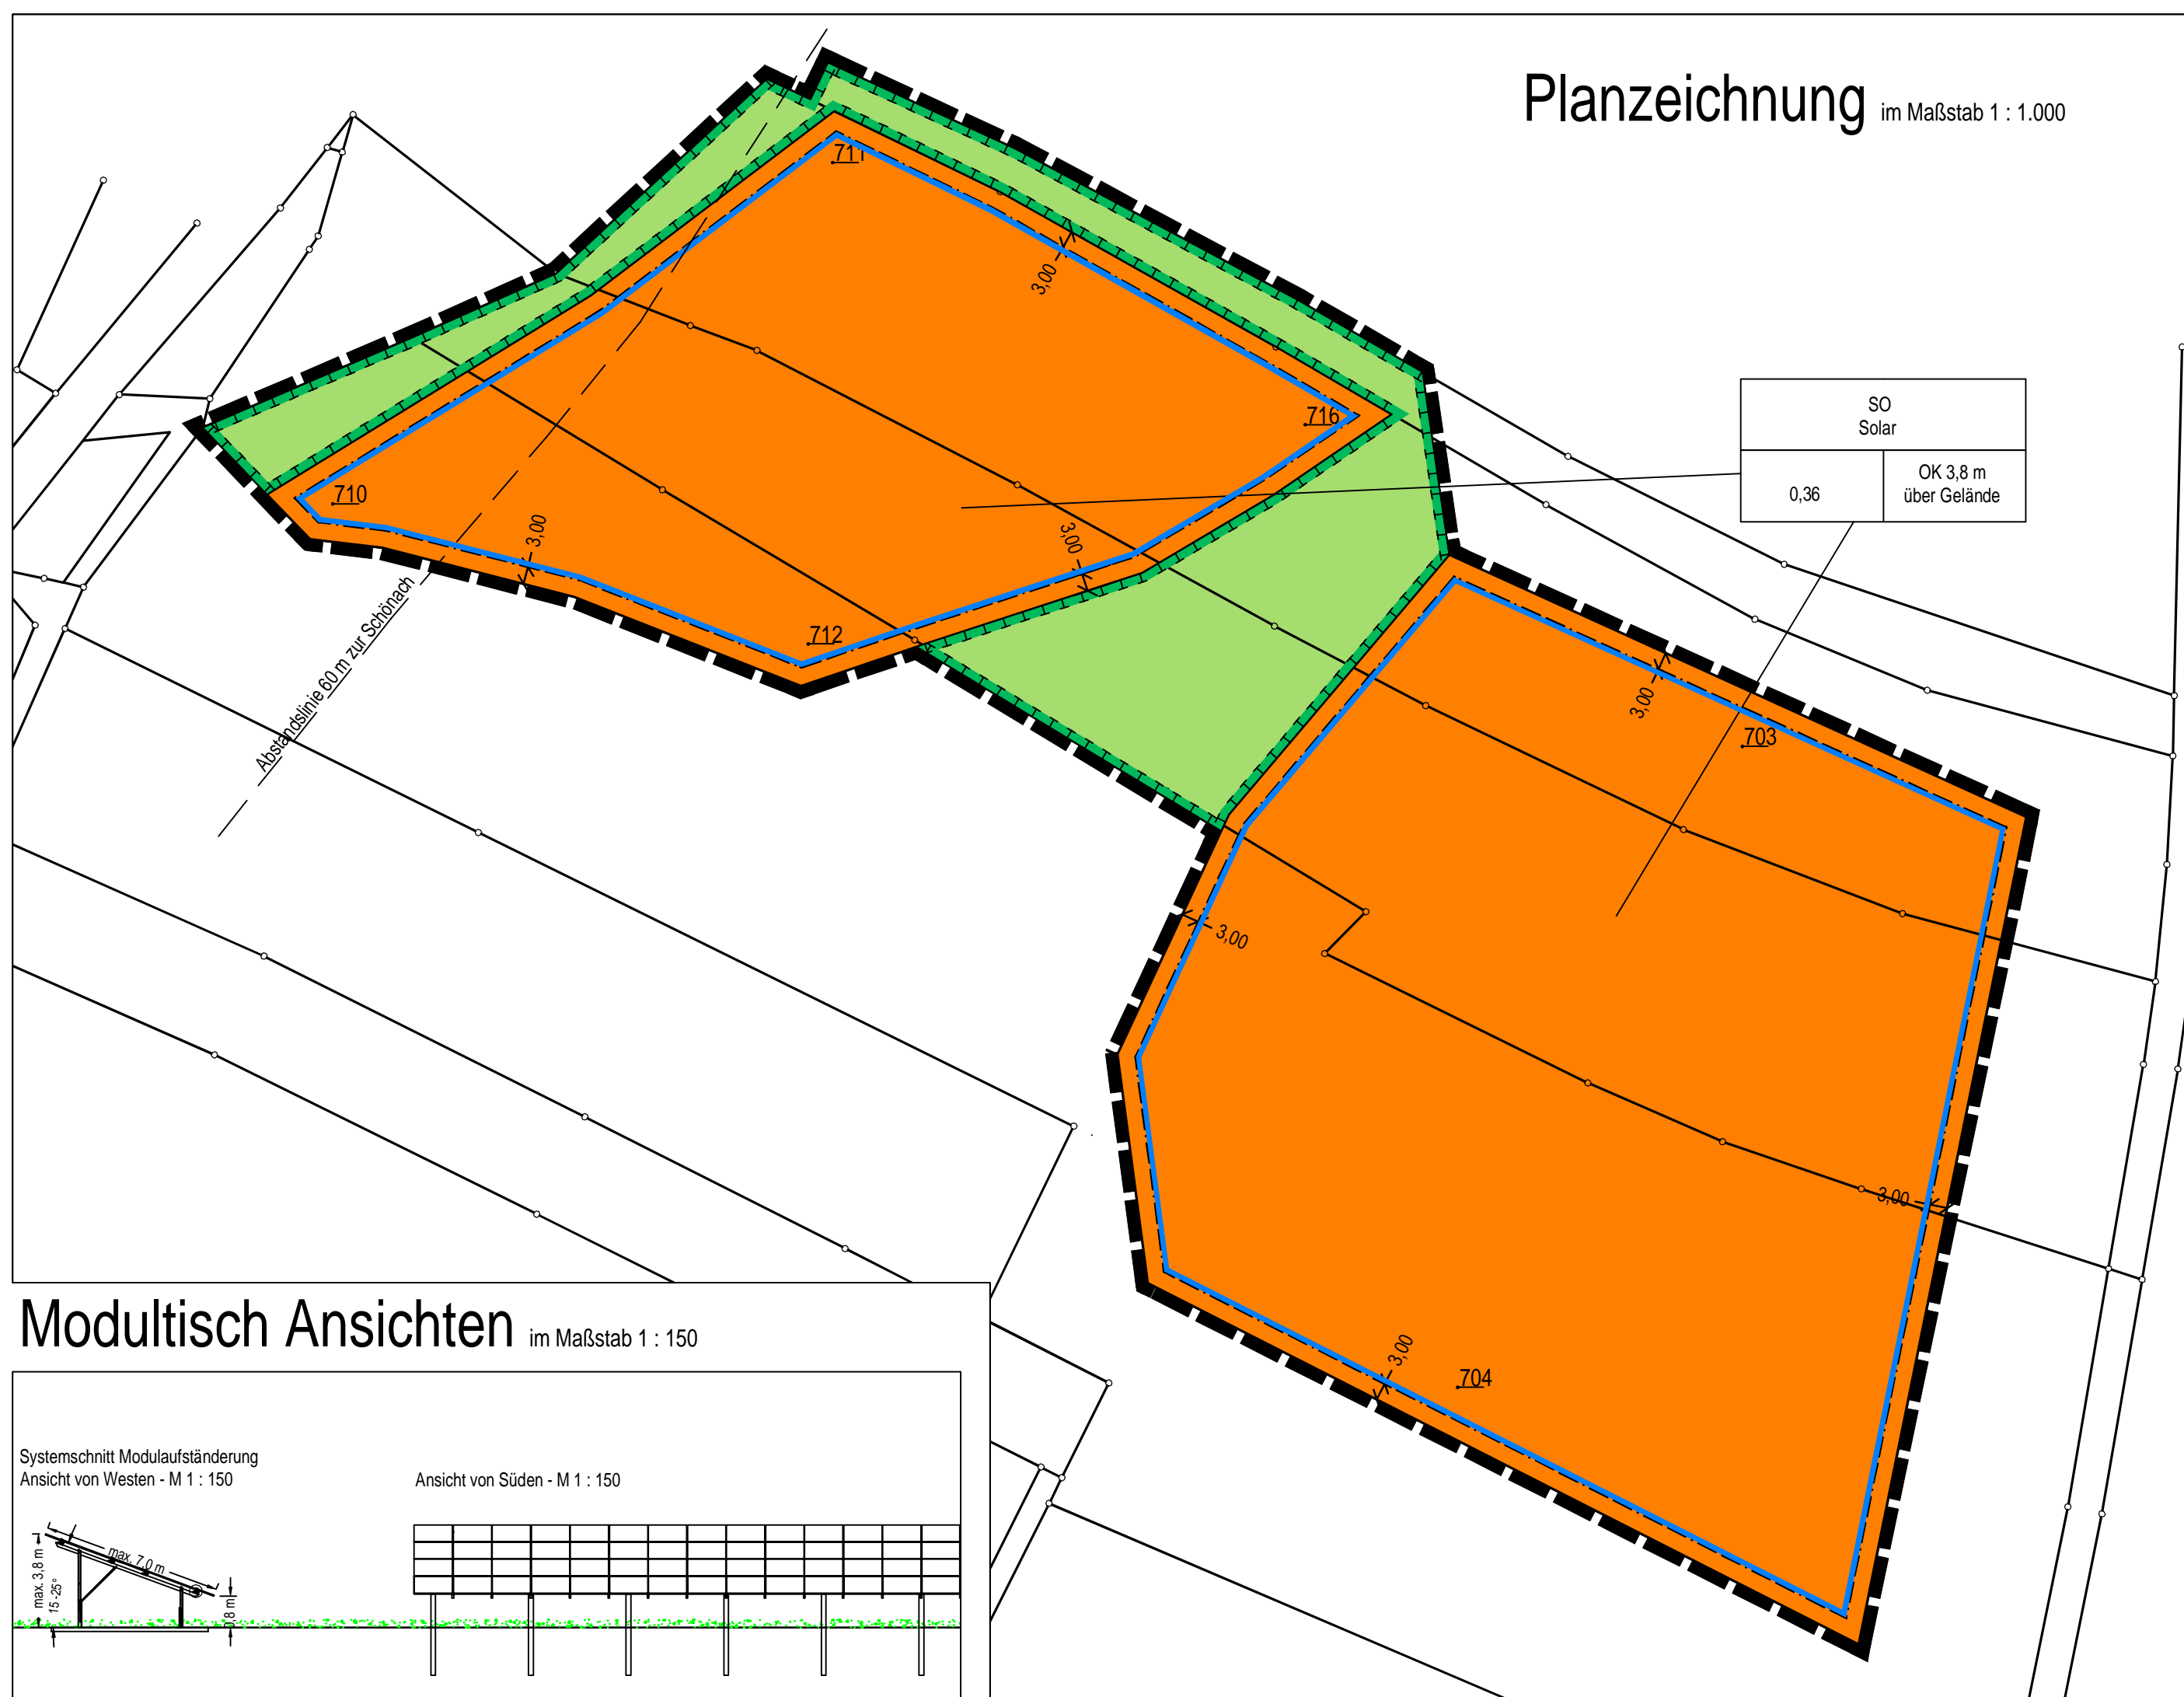 Planzeichnung im Maßstab 1 : 1.000
711
3,00
716
SO
Solar
0,36
OK 3,8 m
über Gelände
710
3,00
3,00
712
Abstandslinie 60 m zur Schönach
3,00
703
3,00
3,00
3,00
704
Modultisch Ansichten im Maßstab 1 : 150
Systemschnitt Modulaufständerung
Ansicht von Westen - M 1 : 150
Ansicht von Süden - M 1 : 150
max. 7,0 m
max. 3,8 m
15 -25°
0,8 m